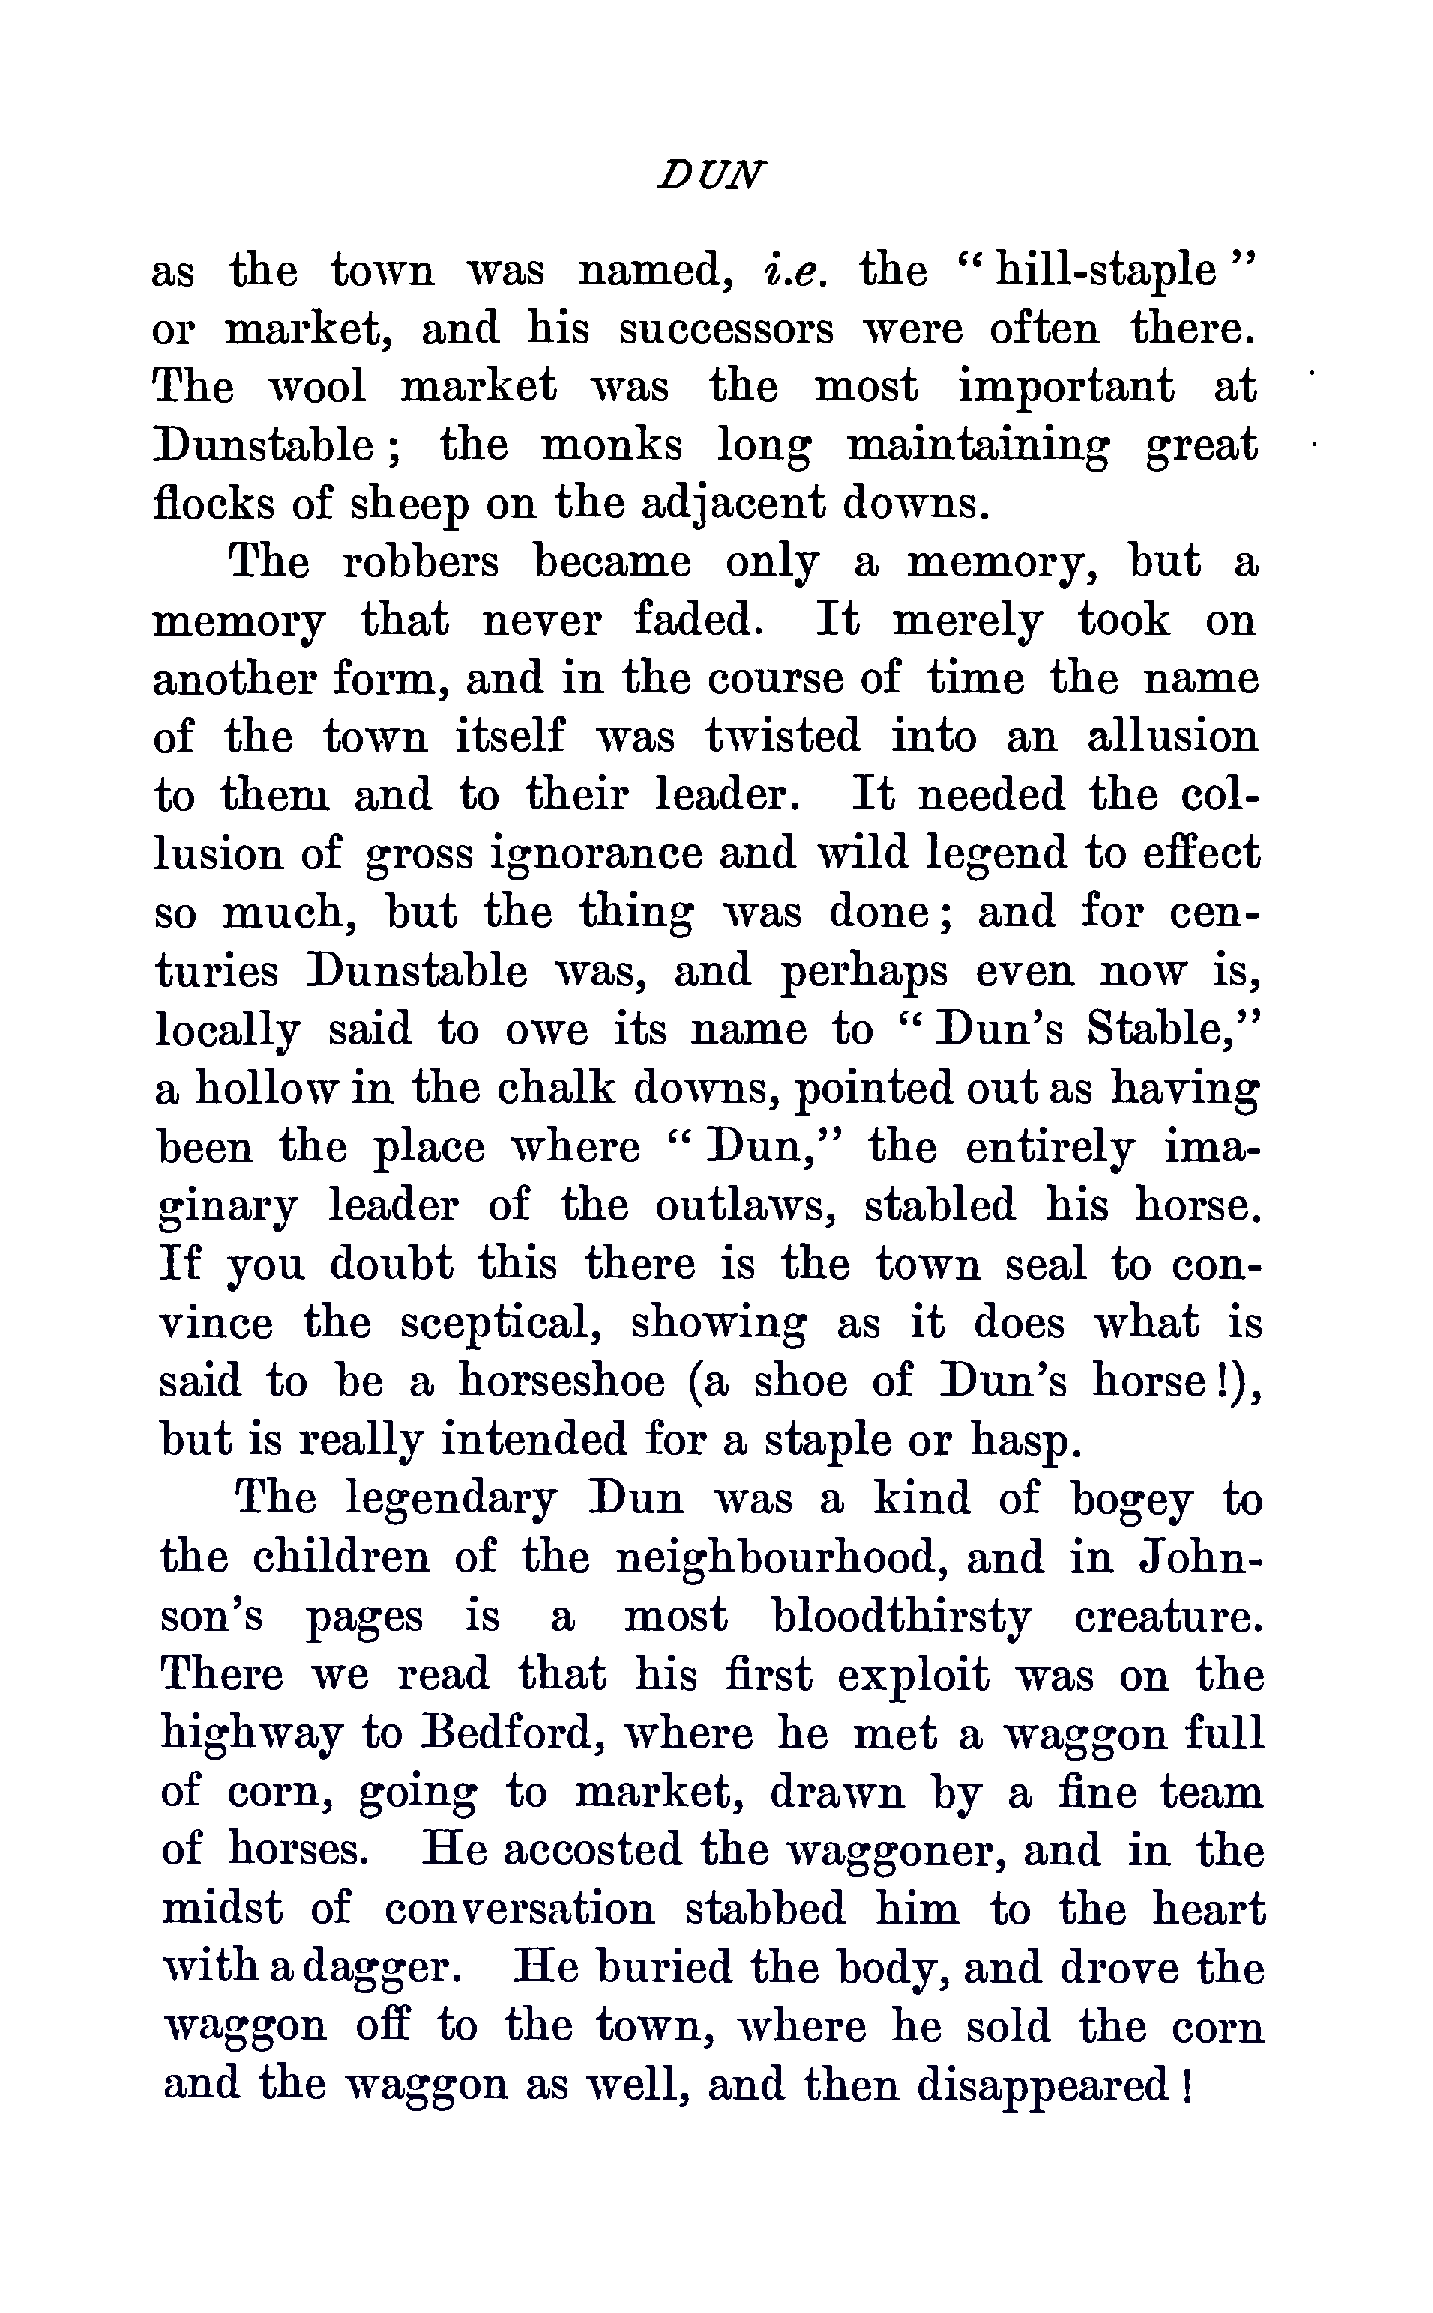 DUN
as the town was named, i.e. the “ hill-staple ”
or market, and his successors were often there.
The wool market was the most important at
Dunstable ; the monks long maintaining great
flocks of sheep on the adjacent downs.
The robbers became only a memory, but a
memory that never faded. It merely took on
another form, and in the course of time the name
of the town itself was twisted into an allusion
to them and to their leader. It needed the col-
lusion of gross ignorance and wild legend to effect
so much, but the thing was done ; and for cen-
turies Dunstable was, and perhaps even now is,
locally said to owe its name to “ Dun’s Stable,”
a hollow in the chalk downs, pointed out as having
been the place where “ Dun,” the entirely ima-
ginary leader of the outlaws, stabled his horse.
If you doubt this there is the town seal to con-
vince the sceptical, showing as it does what is
said to be a horseshoe (a shoe of Dun’s horse !),
but is really intended for a staple or hasp.
The legendary Dun was a kind of bogey to
the children of the neighbourhood, and in John-
son’s pages is a most bloodthirsty creature.
There we read that his first exploit was on the
highway to Bedford, where he met a waggon full
of corn, going to market, drawn by a fine team
of horses. He accosted the waggoner, and in the
midst of conversation stabbed him to the heart
with a dagger. He buried the body, and drove the
waggon off to the town, where he sold the corn
and the waggon as well, and then disappeared !